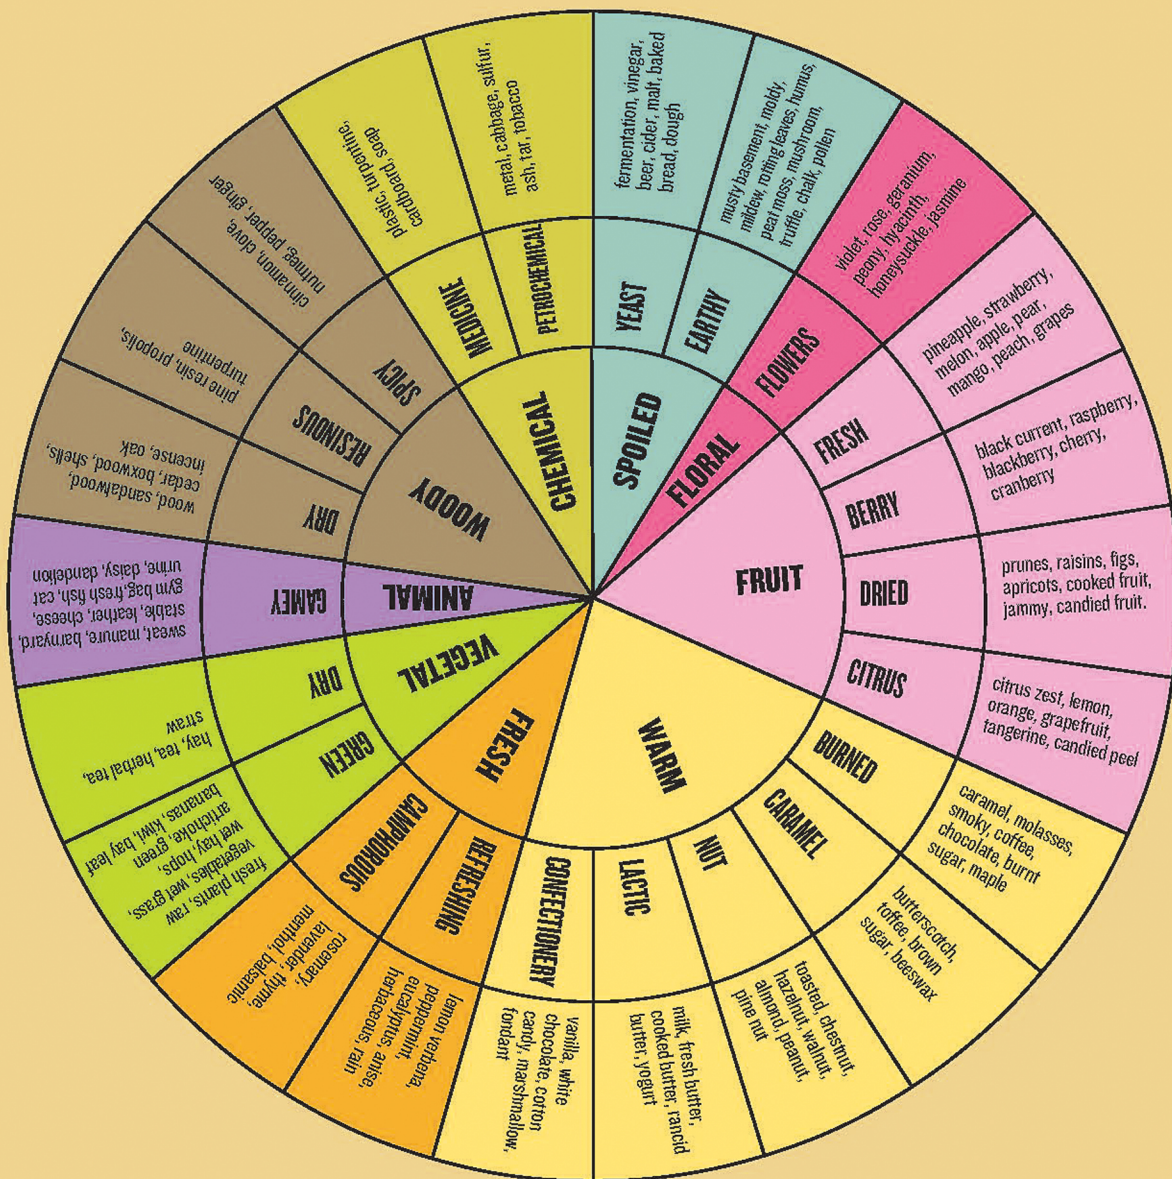 SPOILED
YEAST
fermentation, vinegar,
beer, cider, malt, baked
bread, dough
EARTHY
musty basement, moldy,
mildew, rotting leaves, humus,
peat moss, mushroom,
truffle, chalk, pollen
FLORAL
FLOWERS
violet, rose, geranium,
peony, hyacinth,
honeysuckle, jasmine
FRUIT
FRESH
pineapple, strawberry,
melon, apple, pear,
mango, peach, grapes
BERRY
black current, raspberry,
blackberry, cherry,
cranberry
DRIED
prunes, raisins, figs,
apricots, cooked fruit,
jammy, candied fruit.
CITRUS
citrus zest, lemon,
orange, grapefruit,
tangerine, candied peel
WARM
BURNED
caramel, molasses,
smoky, coffee,
chocolate, burnt
sugar, maple
CARAMEL
butterscotch,
toffee, brown
sugar, beeswax
NUT
toasted, chestnut,
hazelnut, walnut,
almond, peanut,
pine nut
LACTIC
milk, fresh butter,
cooked butter, rancid
butter, yogurt
CONFECTIONERY
vanilla, white
chocolate, cotton
candy, marshmallow,
fondant
FRESH
REFRESHING
lemon verbena,
peppermint,
eucalyptus, anise,
herbaceous, rain
CAMPHOROUS
rosemary,
lavender, thyme,
menthol, balsamic
VEGETAL
GREEN
fresh plants, raw
vegetables, wet grass,
wet hay, hops,
artichoke, green
bananas, kiwi, bay leaf
DRY
hay, tea, herbal tea,
straw
ANIMAL
GAMEY
sweat, manure, barnyard,
stable, leather, cheese,
gym bag, fresh fish, cat
urine, daisy, dandelion
WOODY
DRY
wood, sandalwood,
cedar, boxwood, shells,
incense, oak
RESINOUS
pine resin, propolis,
turpentine
SPICY
cinnamon, clove,
nutmeg, pepper, ginger
CHEMICAL
MEDICINE
plastic, turpentine,
cardboard, soap
PETROCHEMICAL
metal, cabbage, sulfur,
ash, tar, tobacco